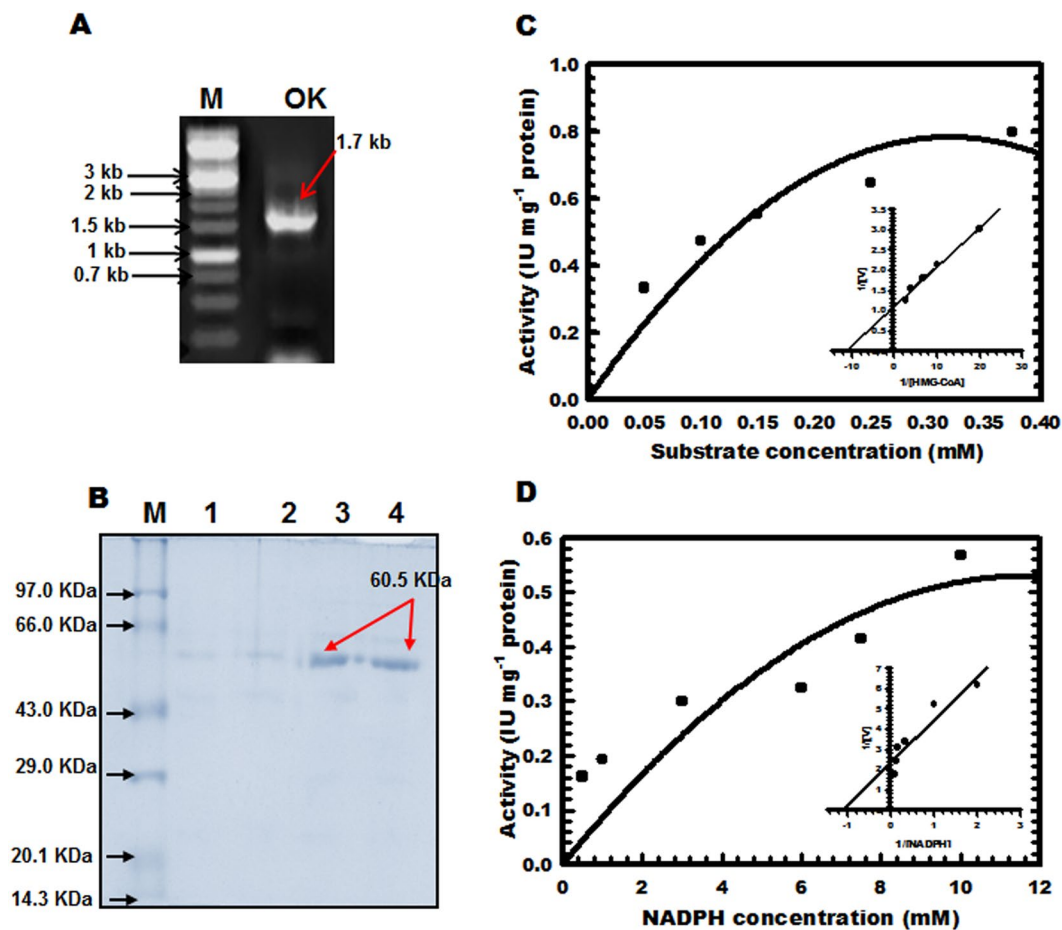 A
M OK
1.7 kb
3 kb
2 kb
1.5 kb
1 kb
0.7 kb
B
M 1 2 3 4
60.5 KDa
97.0 KDa
66.0 KDa
43.0 KDa
29.0 KDa
20.1 KDa
14.3 KDa
C
Activity (IU mg-1 protein)
1.0
0.8
0.6
0.4
0.2
0.0
0.00 0.05 0.10 0.15 0.20 0.25 0.30 0.35 0.40
Substrate concentration (mM)
1/[V]
3.5
3.0
2.5
2.0
1.5
1.0
0.5
-10 0 10 20 30
1/[HMG-CoA]
D
Activity (IU mg-1 protein)
0.6
0.5
0.4
0.3
0.2
0.1
0.0
0 2 4 6 8 10 12
NADPH concentration (mM)
1/[V]
7
6
5
4
3
2
1
-1 0 1 2 3
1/[NADPH]